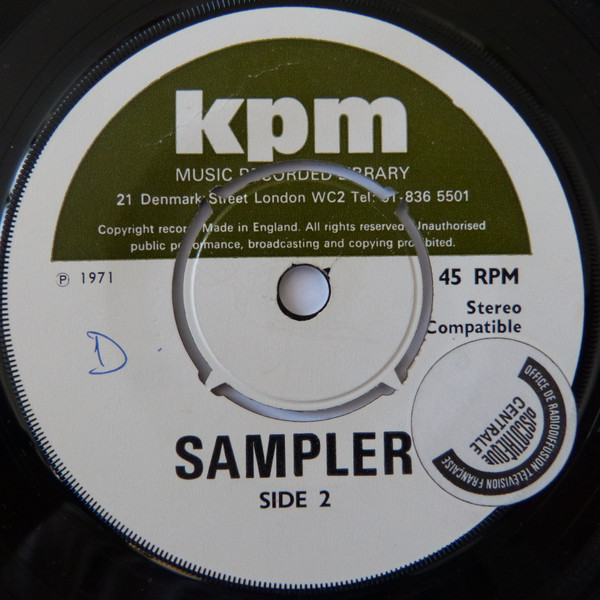 kpm
MUSIC RECORDED LIBRARY
21 Denmark Street London WC2 Tel: 01-836 5501
Copyright record Made in England. All rights reserved. Unauthorised
public performance, broadcasting and copying prohibited.
℗ 1971
45 RPM
Stereo
Compatible
D
OFFICE DE RADIODIFFUSION TÉLÉVISION FRANÇAISE
DISCOTHEQUE
CENTRALE
SAMPLER
SIDE 2